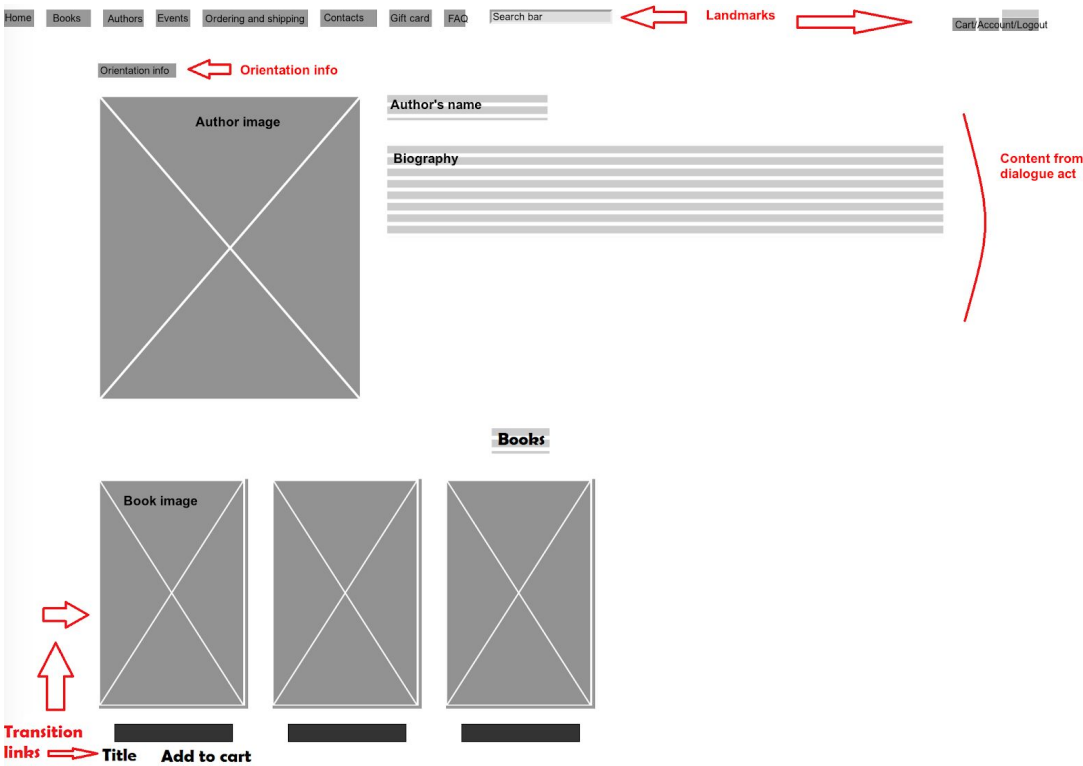 Home Books Authors Events Ordering and shipping Contacts Gift card FAQ Search bar Landmarks Cart/Account/Logout
Orientation info Orientation info
Author image
Author's name
Biography
Content from
dialogue act
Books
Book image
Transition
links
Title Add to cart